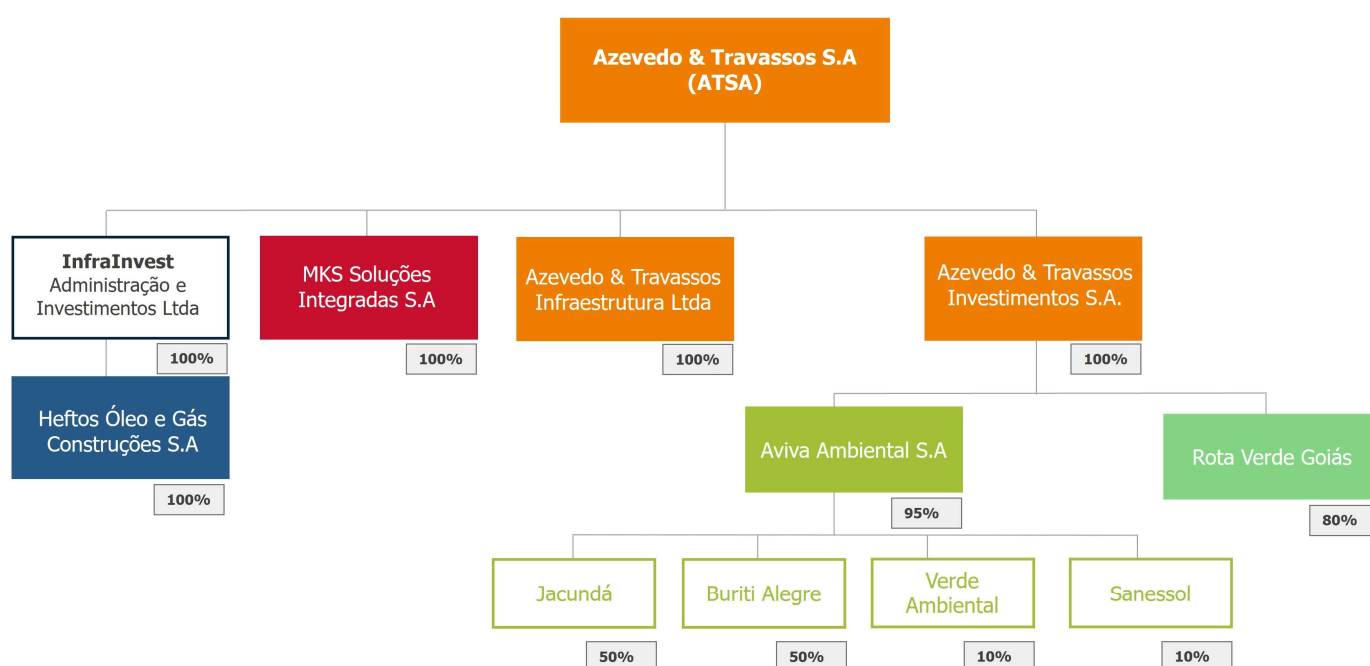 Azevedo & Travassos S.A
(ATSA)
InfraInvest
Administração e
Investimentos Ltda
100%
MKS Soluções
Integradas S.A
100%
Azevedo & Travassos
Infraestrutura Ltda
100%
Azevedo & Travassos
Investimentos S.A.
100%
Heftos Óleo e Gás
Construções S.A
100%
Aviva Ambiental S.A
95%
Rota Verde Goiás
80%
Jacundá
50%
Buriti Alegre
50%
Verde
Ambiental
10%
Sanessol
10%